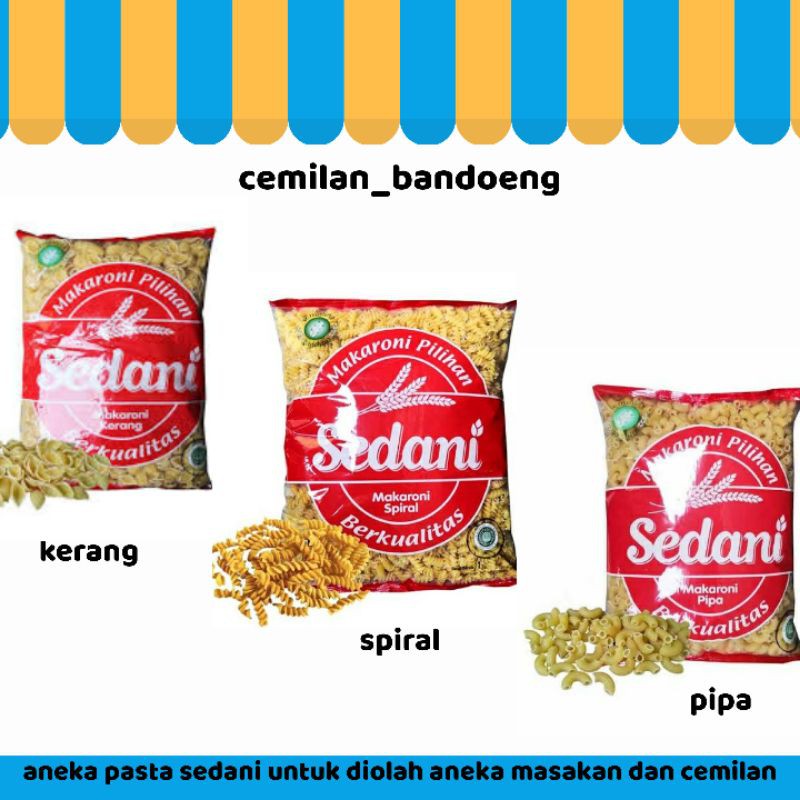 cemilan_bandoeng
Makaroni Pilihan
Sedani
Makaroni
Kerang
Berkualitas
kerang
Makaroni Pilihan
Sedani
Makaroni
Spiral
Berkualitas
spiral
Makaroni Pilihan
Sedani
Makaroni
Pipa
Berkualitas
pipa
aneka pasta sedani untuk diolah aneka masakan dan cemilan